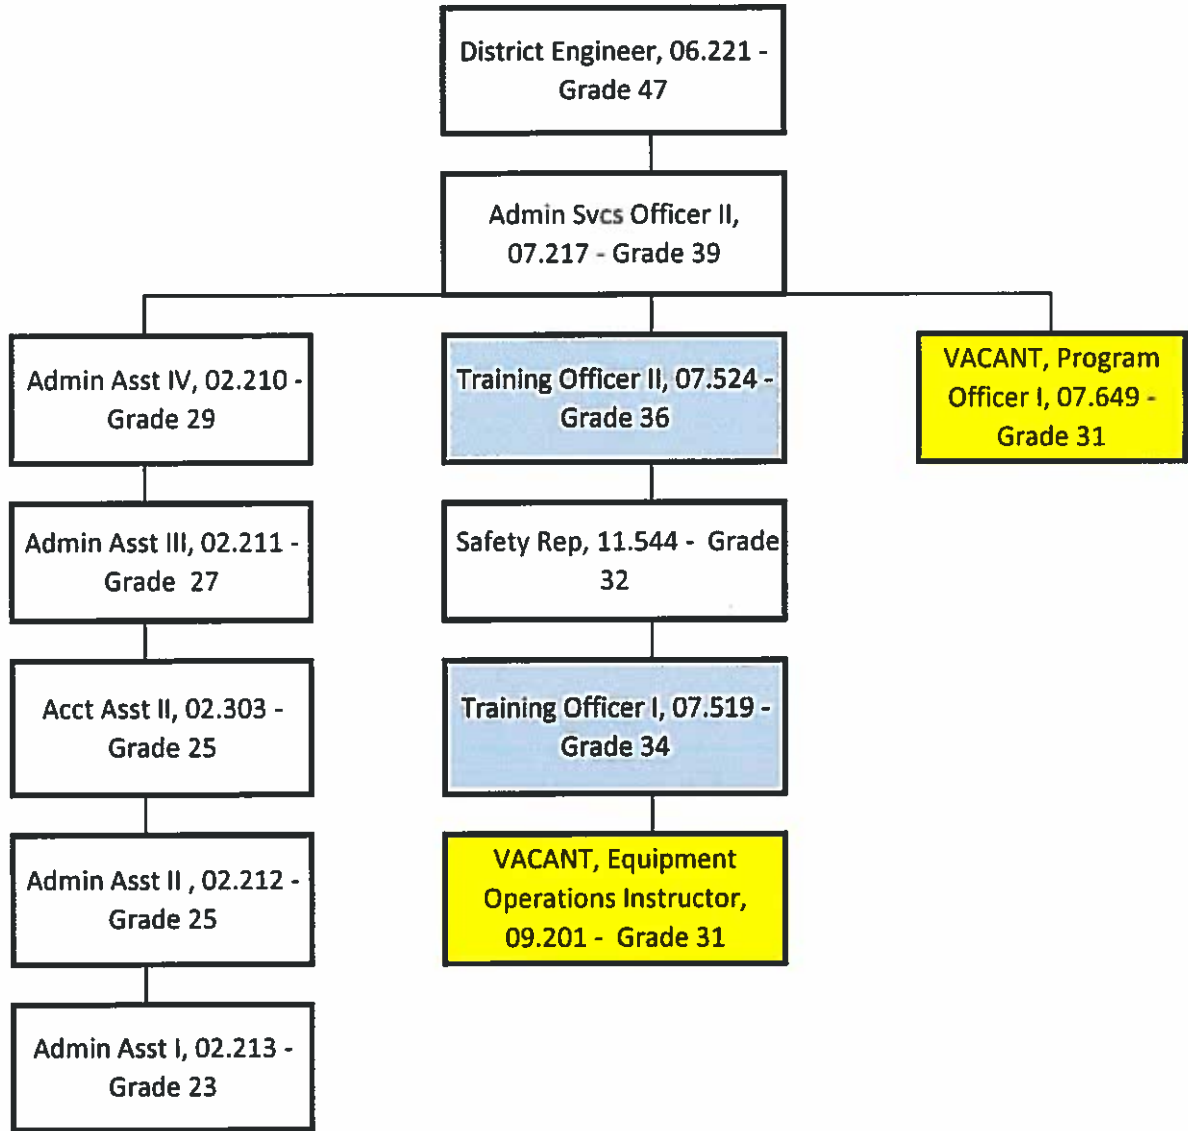 District Engineer, 06.221 -
Grade 47
Admin Svcs Officer II,
07.217 - Grade 39
Admin Asst IV, 02.210 -
Grade 29
Training Officer II, 07.524 -
Grade 36
VACANT, Program
Officer I, 07.649 -
Grade 31
Admin Asst III, 02.211 -
Grade 27
Safety Rep, 11.544 - Grade
32
Acct Asst II, 02.303 -
Grade 25
Training Officer I, 07.519 -
Grade 34
Admin Asst II , 02.212 -
Grade 25
VACANT, Equipment
Operations Instructor,
09.201 - Grade 31
Admin Asst I, 02.213 -
Grade 23